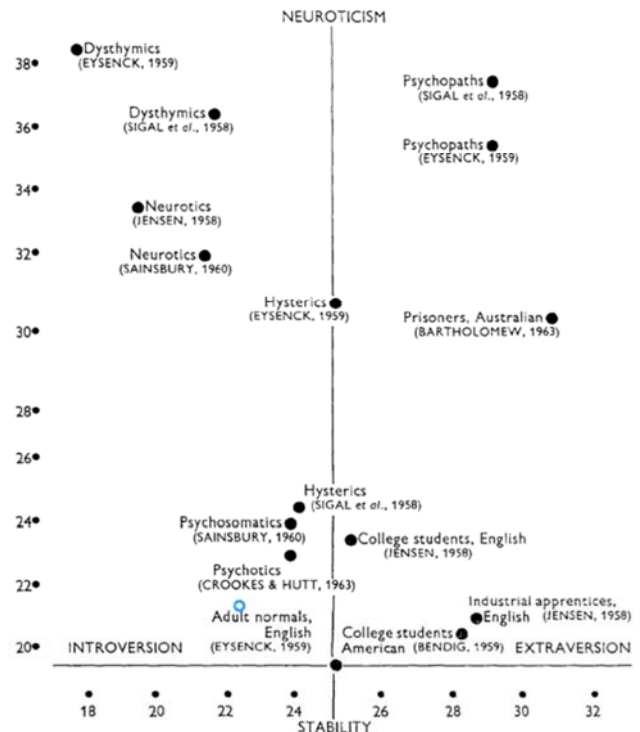 NEUROTICISM
38
Dysthymics
(EYSENCK, 1959)
Psychopaths
(SIGAL et al., 1958)
36
Dysthymics
(SIGAL et al., 1958)
Psychopaths
(EYSENCK, 1959)
34
Neurotics
(JENSEN, 1958)
32
Neurotics
(SAINSBURY, 1960)
Hysterics
(EYSENCK, 1959)
30
Prisoners, Australian
(BARTHOLOMEW, 1963)
28
26
Hysterics
(SIGAL et al., 1958)
24
Psychosomatics
(SAINSBURY, 1960)
College students, English
(JENSEN, 1958)
Psychotics
(CROOKES & HUTT, 1963)
22
Adult normals,
English
(EYSENCK, 1959)
Industrial apprentices,
English (JENSEN, 1958)
College students
American (BENDIG, 1959)
20
INTROVERSION
EXTRAVERSION
18 20 22 24 26 28 30 32
STABILITY